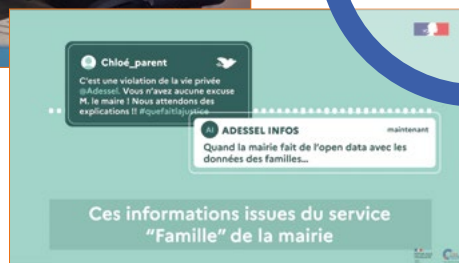 Chloé_parent
C'est une violation de la vie privée
@Adessel. Vous n'avez aucune excuse
M. le maire ! Nous attendons des
explications !! #quefaitlajustice
AI ADESSEL INFOS maintenant
Quand la mairie fait de l'open data avec les
données des familles...
Ces informations issues du service
"Famille" de la mairie